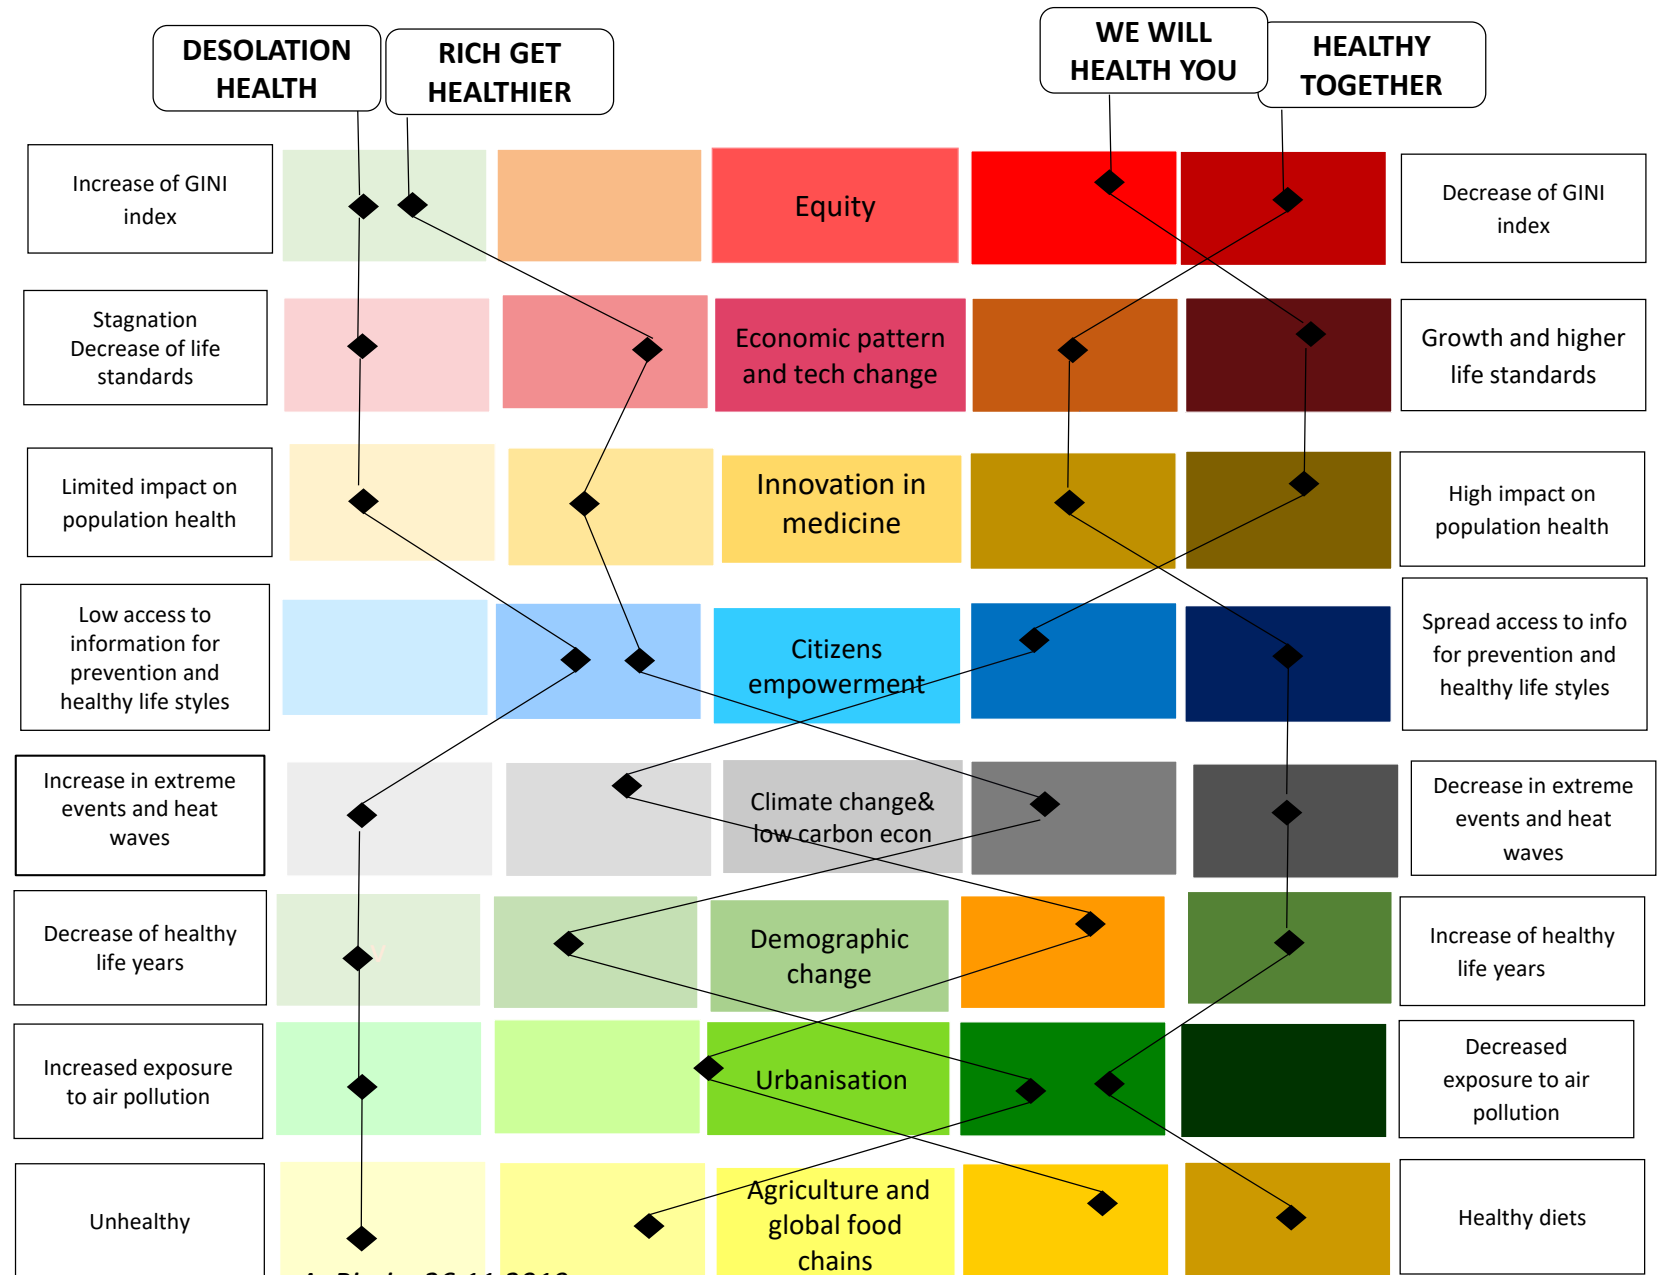 DESOLATION
HEALTH
RICH GET
HEALTHIER
WE WILL
HEALTH YOU
HEALTHY
TOGETHER
Increase of GINI
index
Equity
Decrease of GINI
index
Stagnation
Decrease of life
standards
Economic pattern
and tech change
Growth and higher
life standards
Limited impact on
population health
Innovation in
medicine
High impact on
population health
Low access to
information for
prevention and
healthy life styles
Citizens
empowerment
Spread access to info
for prevention and
healthy life styles
Increase in extreme
events and heat
waves
Climate change&
low carbon econ
Decrease in extreme
events and heat
waves
Decrease of healthy
life years
Demographic
change
Increase of healthy
life years
Increased exposure
to air pollution
Urbanisation
Decreased
exposure to air
pollution
Unhealthy
Agriculture and
global food
chains
Healthy diets